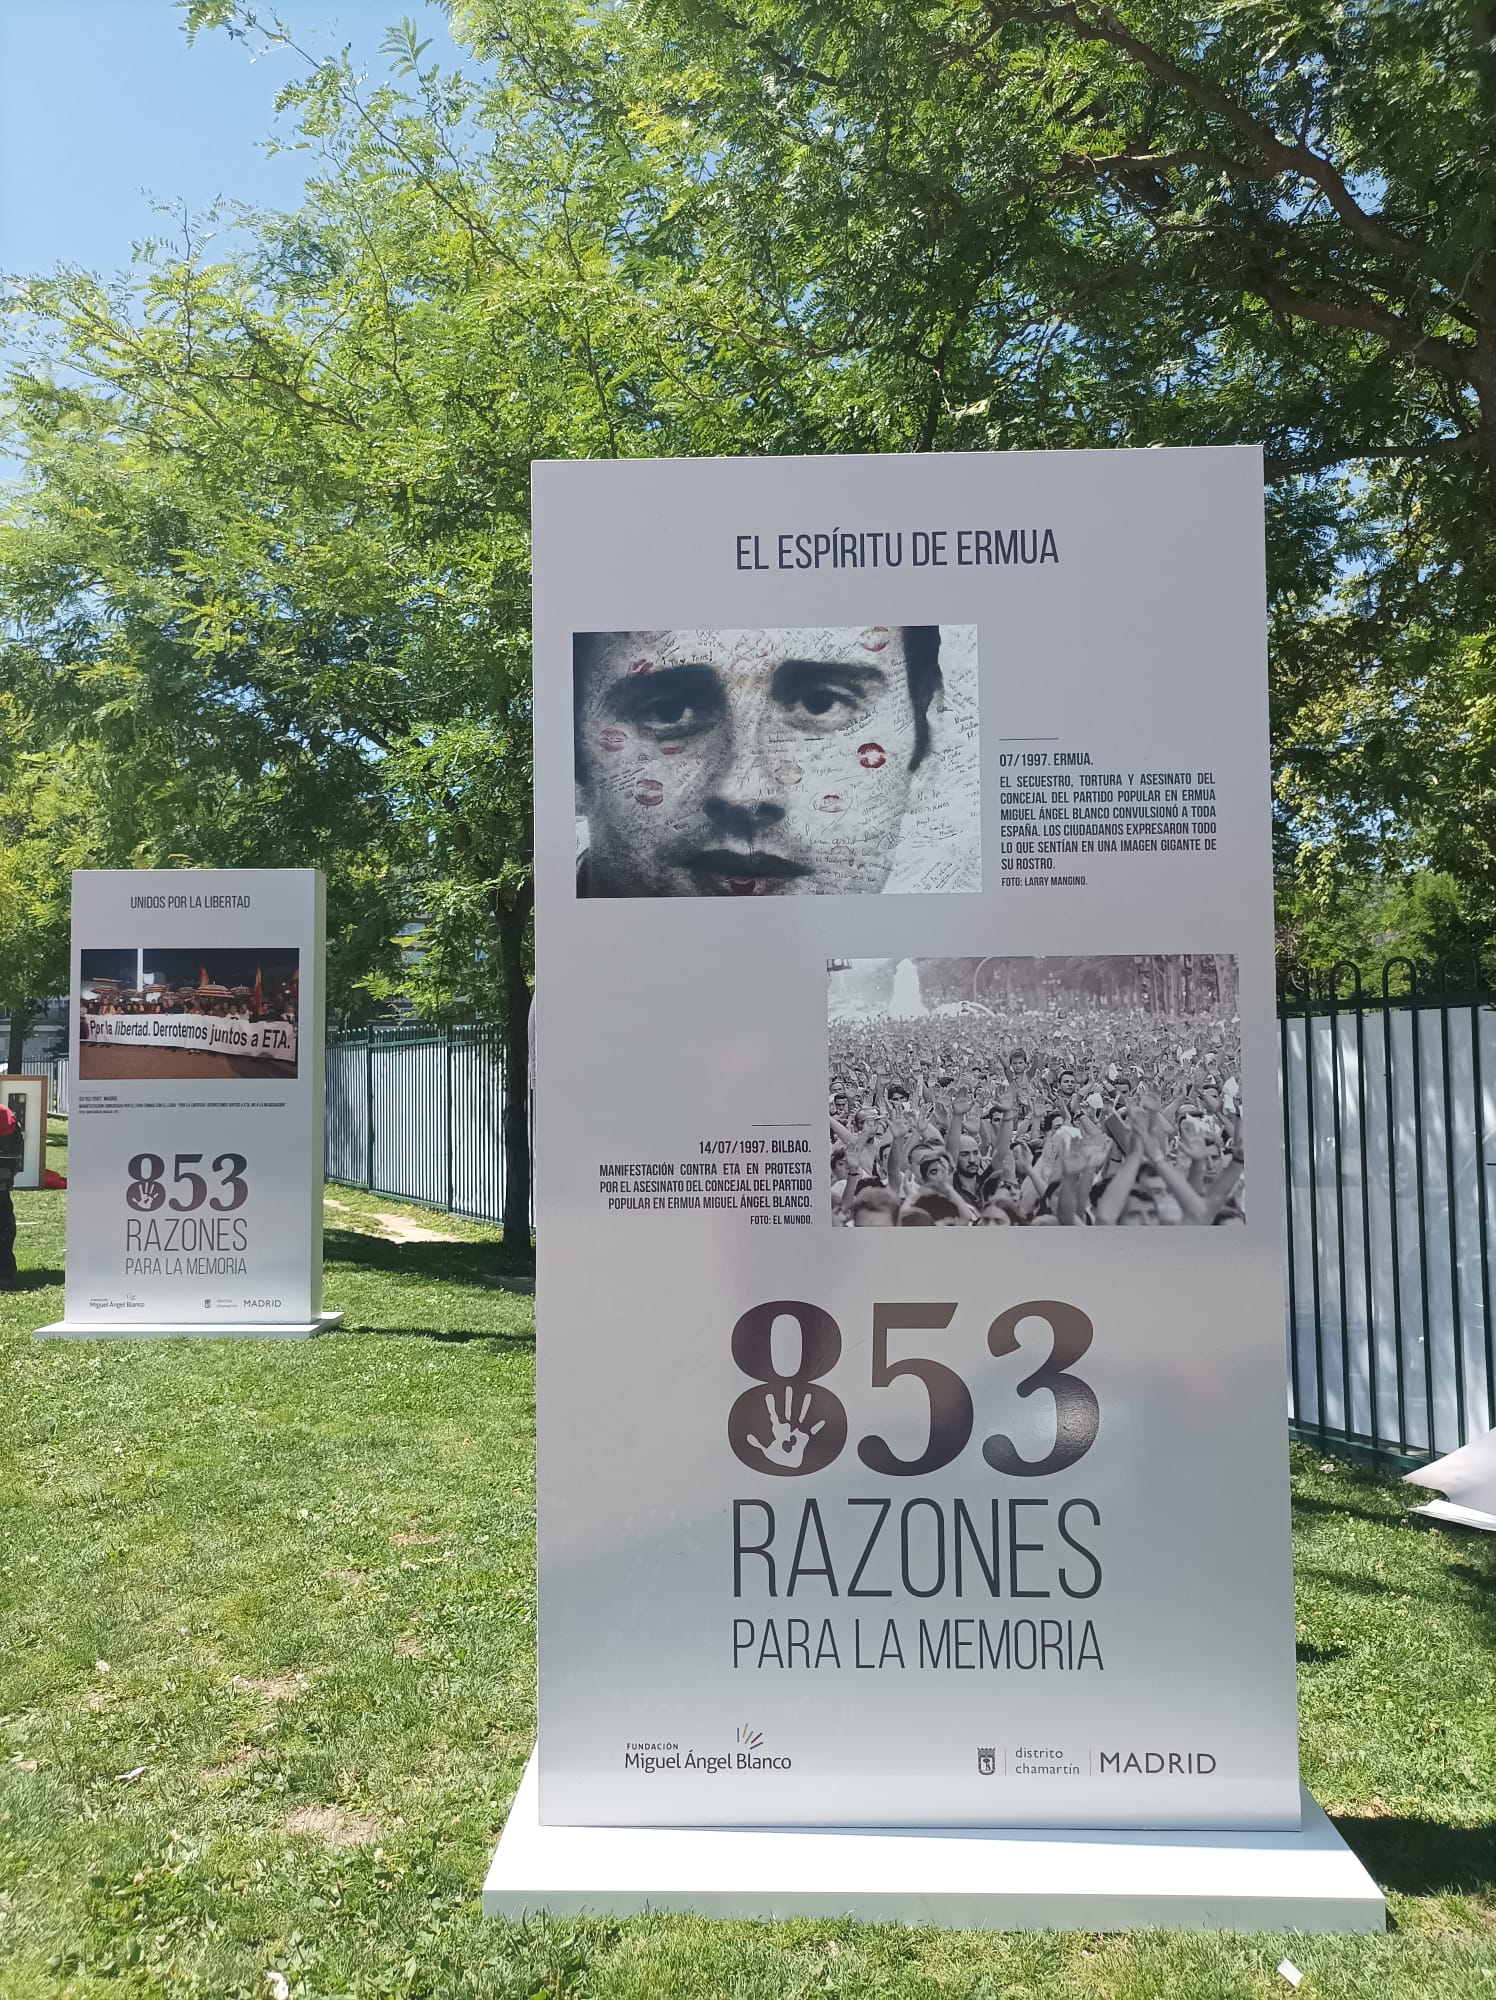 EL ESPÍRITU DE ERMUA
07/1997. ERMUA.
EL SECUESTRO, TORTURA Y ASESINATO DEL
CONCEJAL DEL PARTIDO POPULAR EN ERMUA
MIGUEL ÁNGEL BLANCO CONVULSIONÓ A TODA
ESPAÑA. LOS CIUDADANOS EXPRESARON TODO
LO QUE SENTÍAN EN UNA IMAGEN GIGANTE DE
SU ROSTRO.
FOTO: LARRY MANGINO.
14/07/1997. BILBAO.
MANIFESTACIÓN CONTRA ETA EN PROTESTA
POR EL ASESINATO DEL CONCEJAL DEL PARTIDO
POPULAR EN ERMUA MIGUEL ÁNGEL BLANCO.
FOTO: EL MUNDO.
853
RAZONES
PARA LA MEMORIA
FUNDACIÓN
Miguel Ángel Blanco
distrito
chamartín
MADRID
UNIDOS POR LA LIBERTAD
Por la libertad. Derrotemos juntos a ETA.
MADRID.
853
RAZONES
PARA LA MEMORIA
FUNDACIÓN
Miguel Ángel Blanco
distrito
chamartín
MADRID